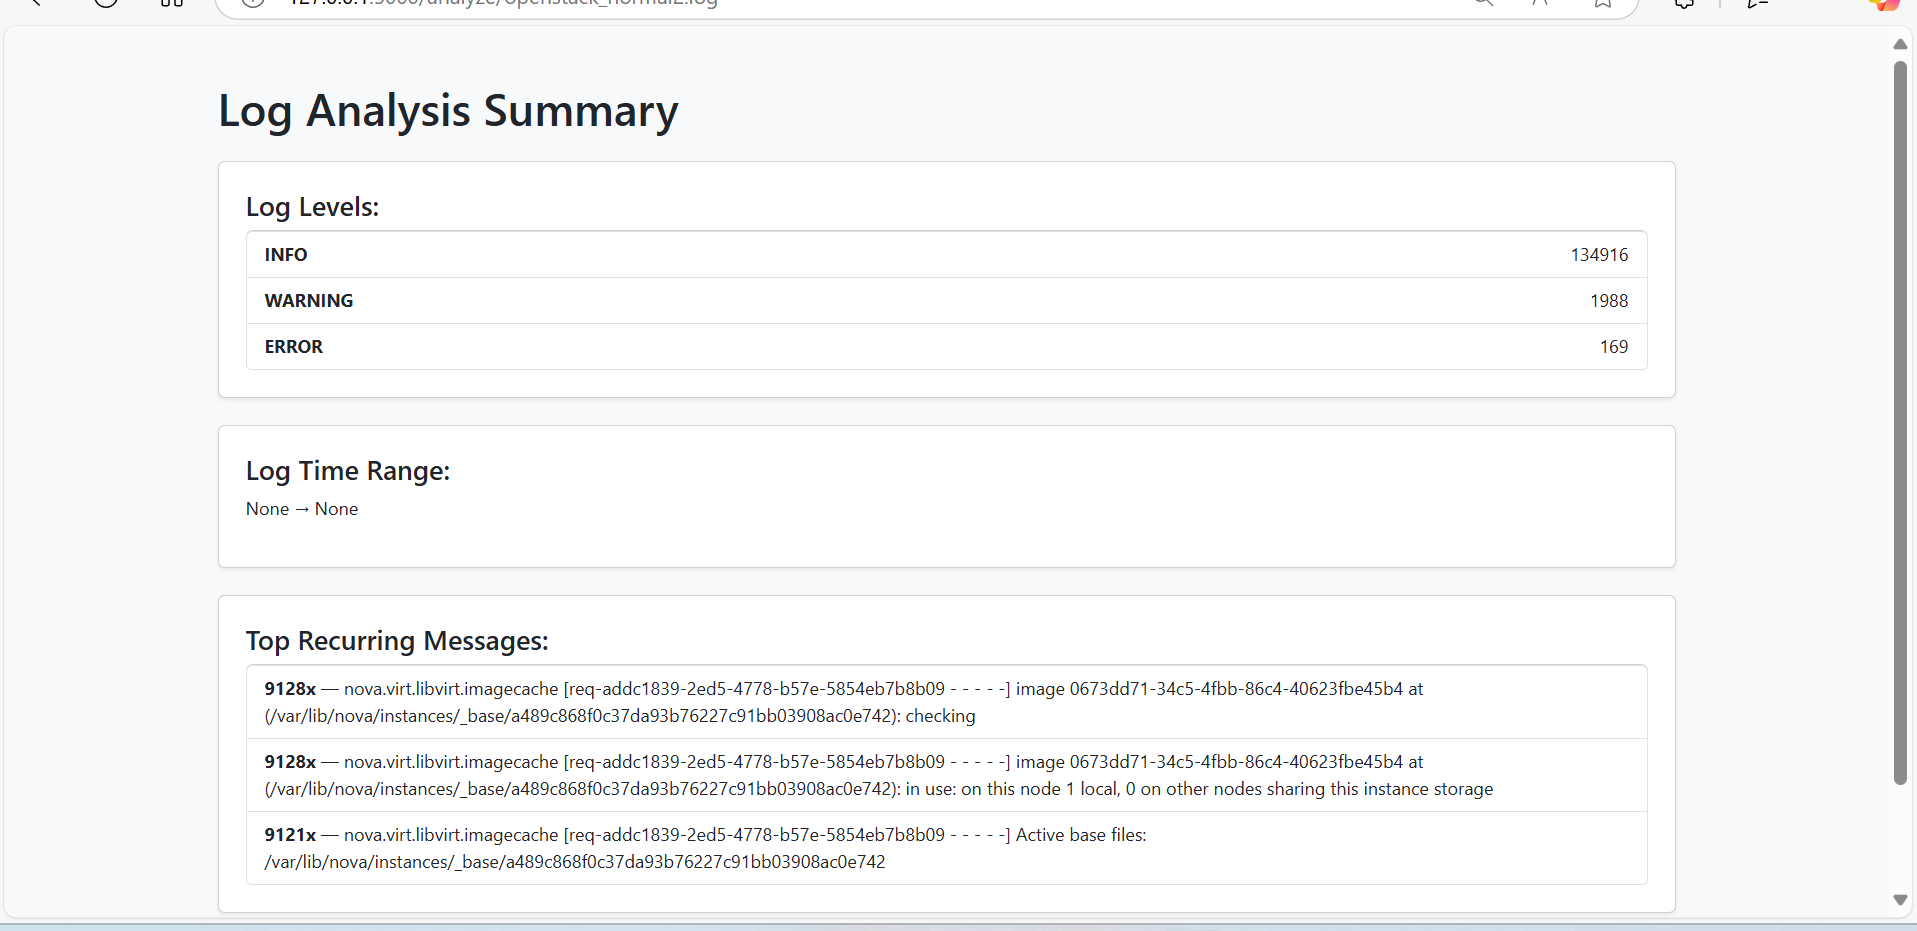 127.0.0.1:5000/analyze/openstack_normal2.log
Log Analysis Summary
Log Levels:
INFO 134916
WARNING 1988
ERROR 169
Log Time Range:
None → None
Top Recurring Messages:
9128x — nova.virt.libvirt.imagecache [req-addc1839-2ed5-4778-b57e-5854eb7b8b09 - - - - -] image 0673dd71-34c5-4fbb-86c4-40623fbe45b4 at
(/var/lib/nova/instances/_base/a489c868f0c37da93b76227c91bb03908ac0e742): checking
9128x — nova.virt.libvirt.imagecache [req-addc1839-2ed5-4778-b57e-5854eb7b8b09 - - - - -] image 0673dd71-34c5-4fbb-86c4-40623fbe45b4 at
(/var/lib/nova/instances/_base/a489c868f0c37da93b76227c91bb03908ac0e742): in use: on this node 1 local, 0 on other nodes sharing this instance storage
9121x — nova.virt.libvirt.imagecache [req-addc1839-2ed5-4778-b57e-5854eb7b8b09 - - - - -] Active base files:
/var/lib/nova/instances/_base/a489c868f0c37da93b76227c91bb03908ac0e742